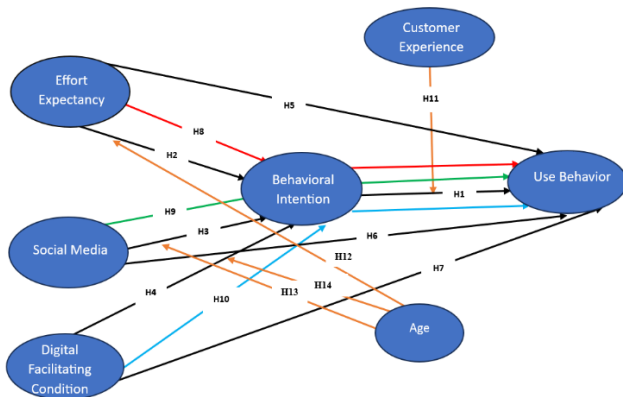 Customer
Experience
Effort
Expectancy
H5
H11
H8
H2
Behavioral
Intention
Use Behavior
H1
H9
H3
Social Media
H6
H12
H7
H4
H10
H13
H14
Age
Digital
Facilitating
Condition